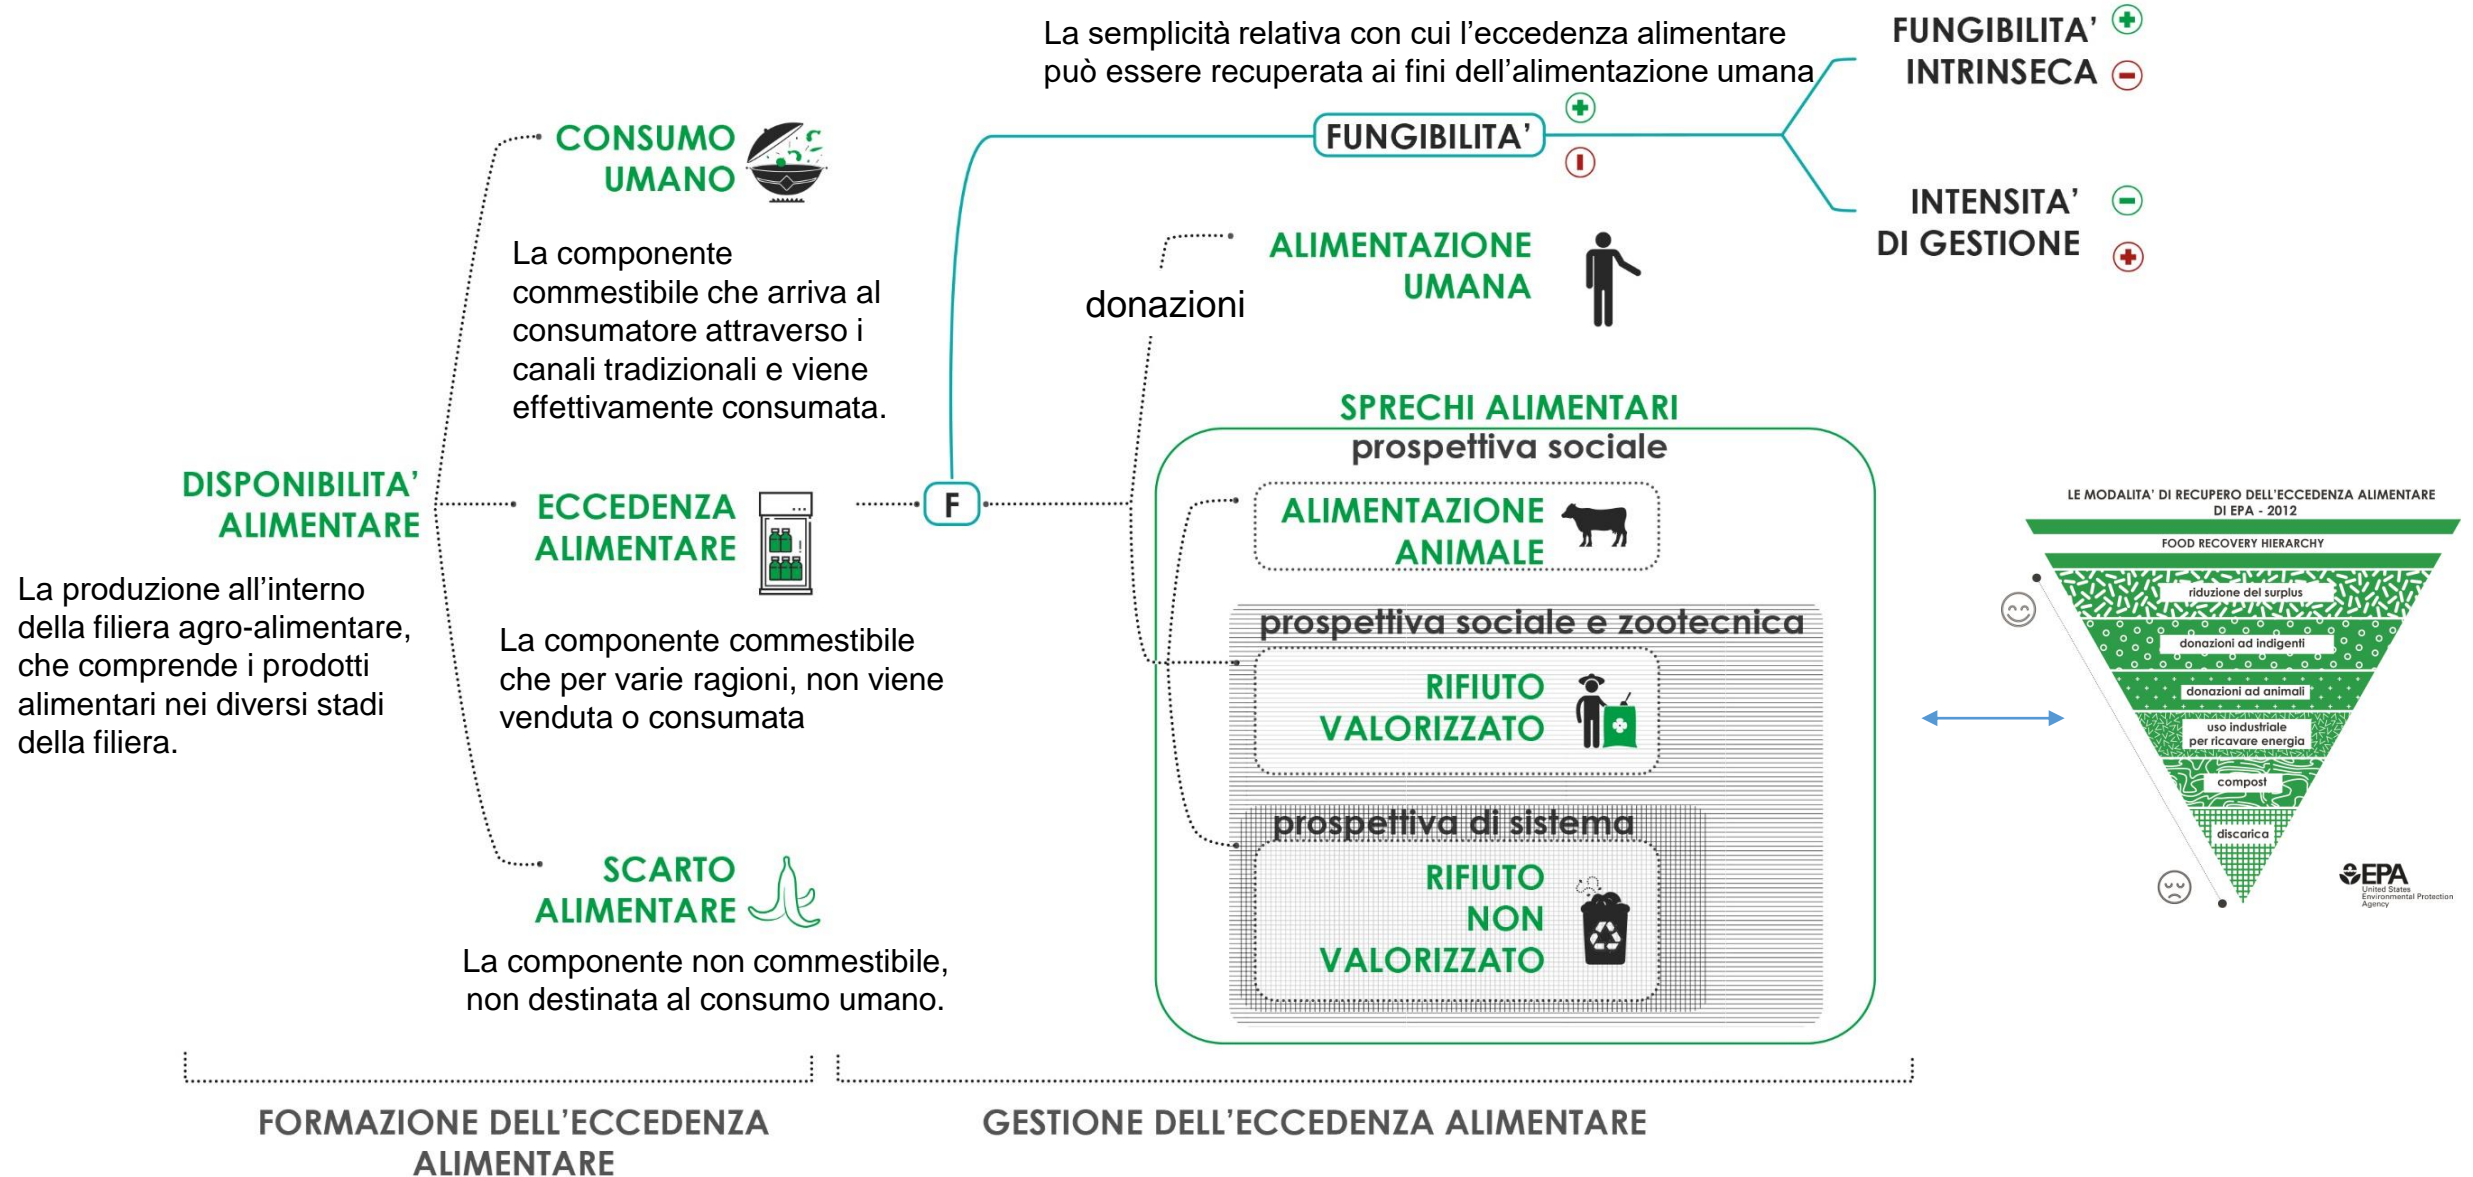 La semplicità relativa con cui l'eccedenza alimentare
può essere recuperata ai fini dell'alimentazione umana
FUNGIBILITA'
FUNGIBILITA'
INTRINSECA
INTENSITA'
DI GESTIONE
CONSUMO
UMANO
La componente
commestibile che arriva al
consumatore attraverso i
canali tradizionali e viene
effettivamente consumata.
DISPONIBILITA'
ALIMENTARE
La produzione all'interno
della filiera agro-alimentare,
che comprende i prodotti
alimentari nei diversi stadi
della filiera.
ECCEDENZA
ALIMENTARE
La componente commestibile
che per varie ragioni, non viene
venduta o consumata
SCARTO
ALIMENTARE
La componente non commestibile,
non destinata al consumo umano.
F
donazioni
ALIMENTAZIONE
UMANA
SPRECHI ALIMENTARI
prospettiva sociale
ALIMENTAZIONE
ANIMALE
prospettiva sociale e zootecnica
RIFIUTO
VALORIZZATO
prospettiva di sistema
RIFIUTO
NON
VALORIZZATO
LE MODALITA' DI RECUPERO DELL'ECCEDENZA ALIMENTARE
DI EPA - 2012
FOOD RECOVERY HIERARCHY
riduzione del surplus
donazioni ad indigenti
donazioni ad animali
uso industriale
per ricavare energia
compost
discarica
EPA
United States
Environmental Protection
Agency
FORMAZIONE DELL'ECCEDENZA
ALIMENTARE
GESTIONE DELL'ECCEDENZA ALIMENTARE